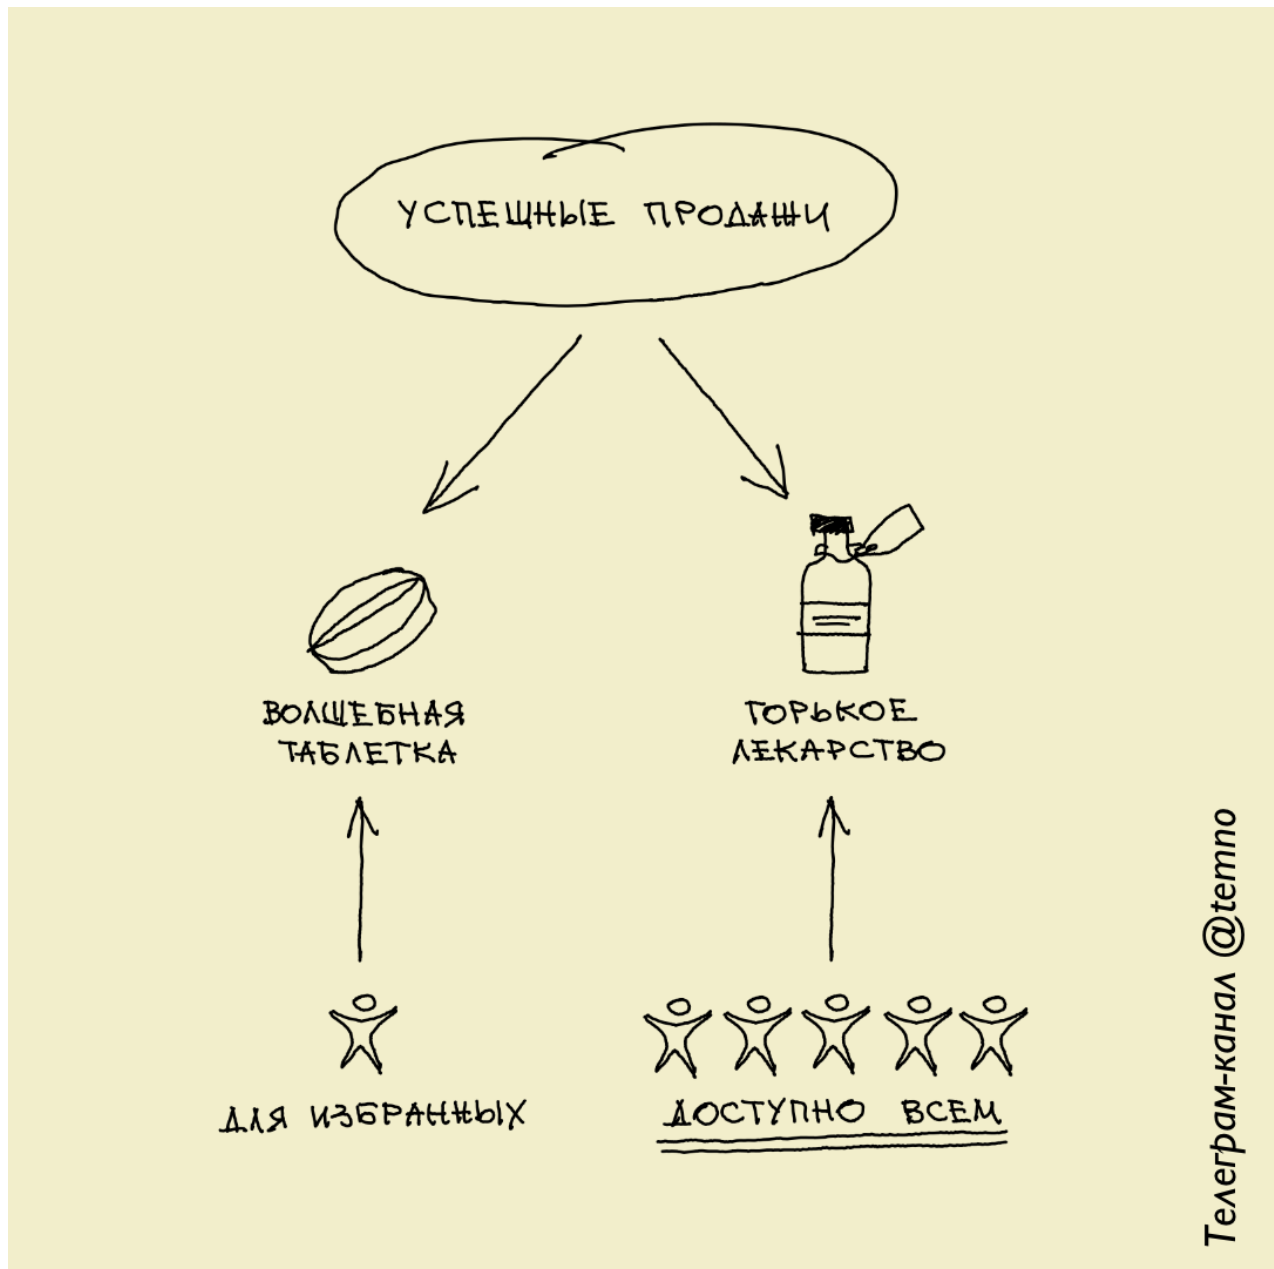 УСПЕШНЫЕ ПРОДАЖИ
ВОЛШЕБНАЯ
ТАБЛЕТКА
ГОРЬКОЕ
ЛЕКАРСТВО
ДЛЯ ИЗБРАННЫХ
ДОСТУПНО ВСЕМ
Телеграм-канал @temno